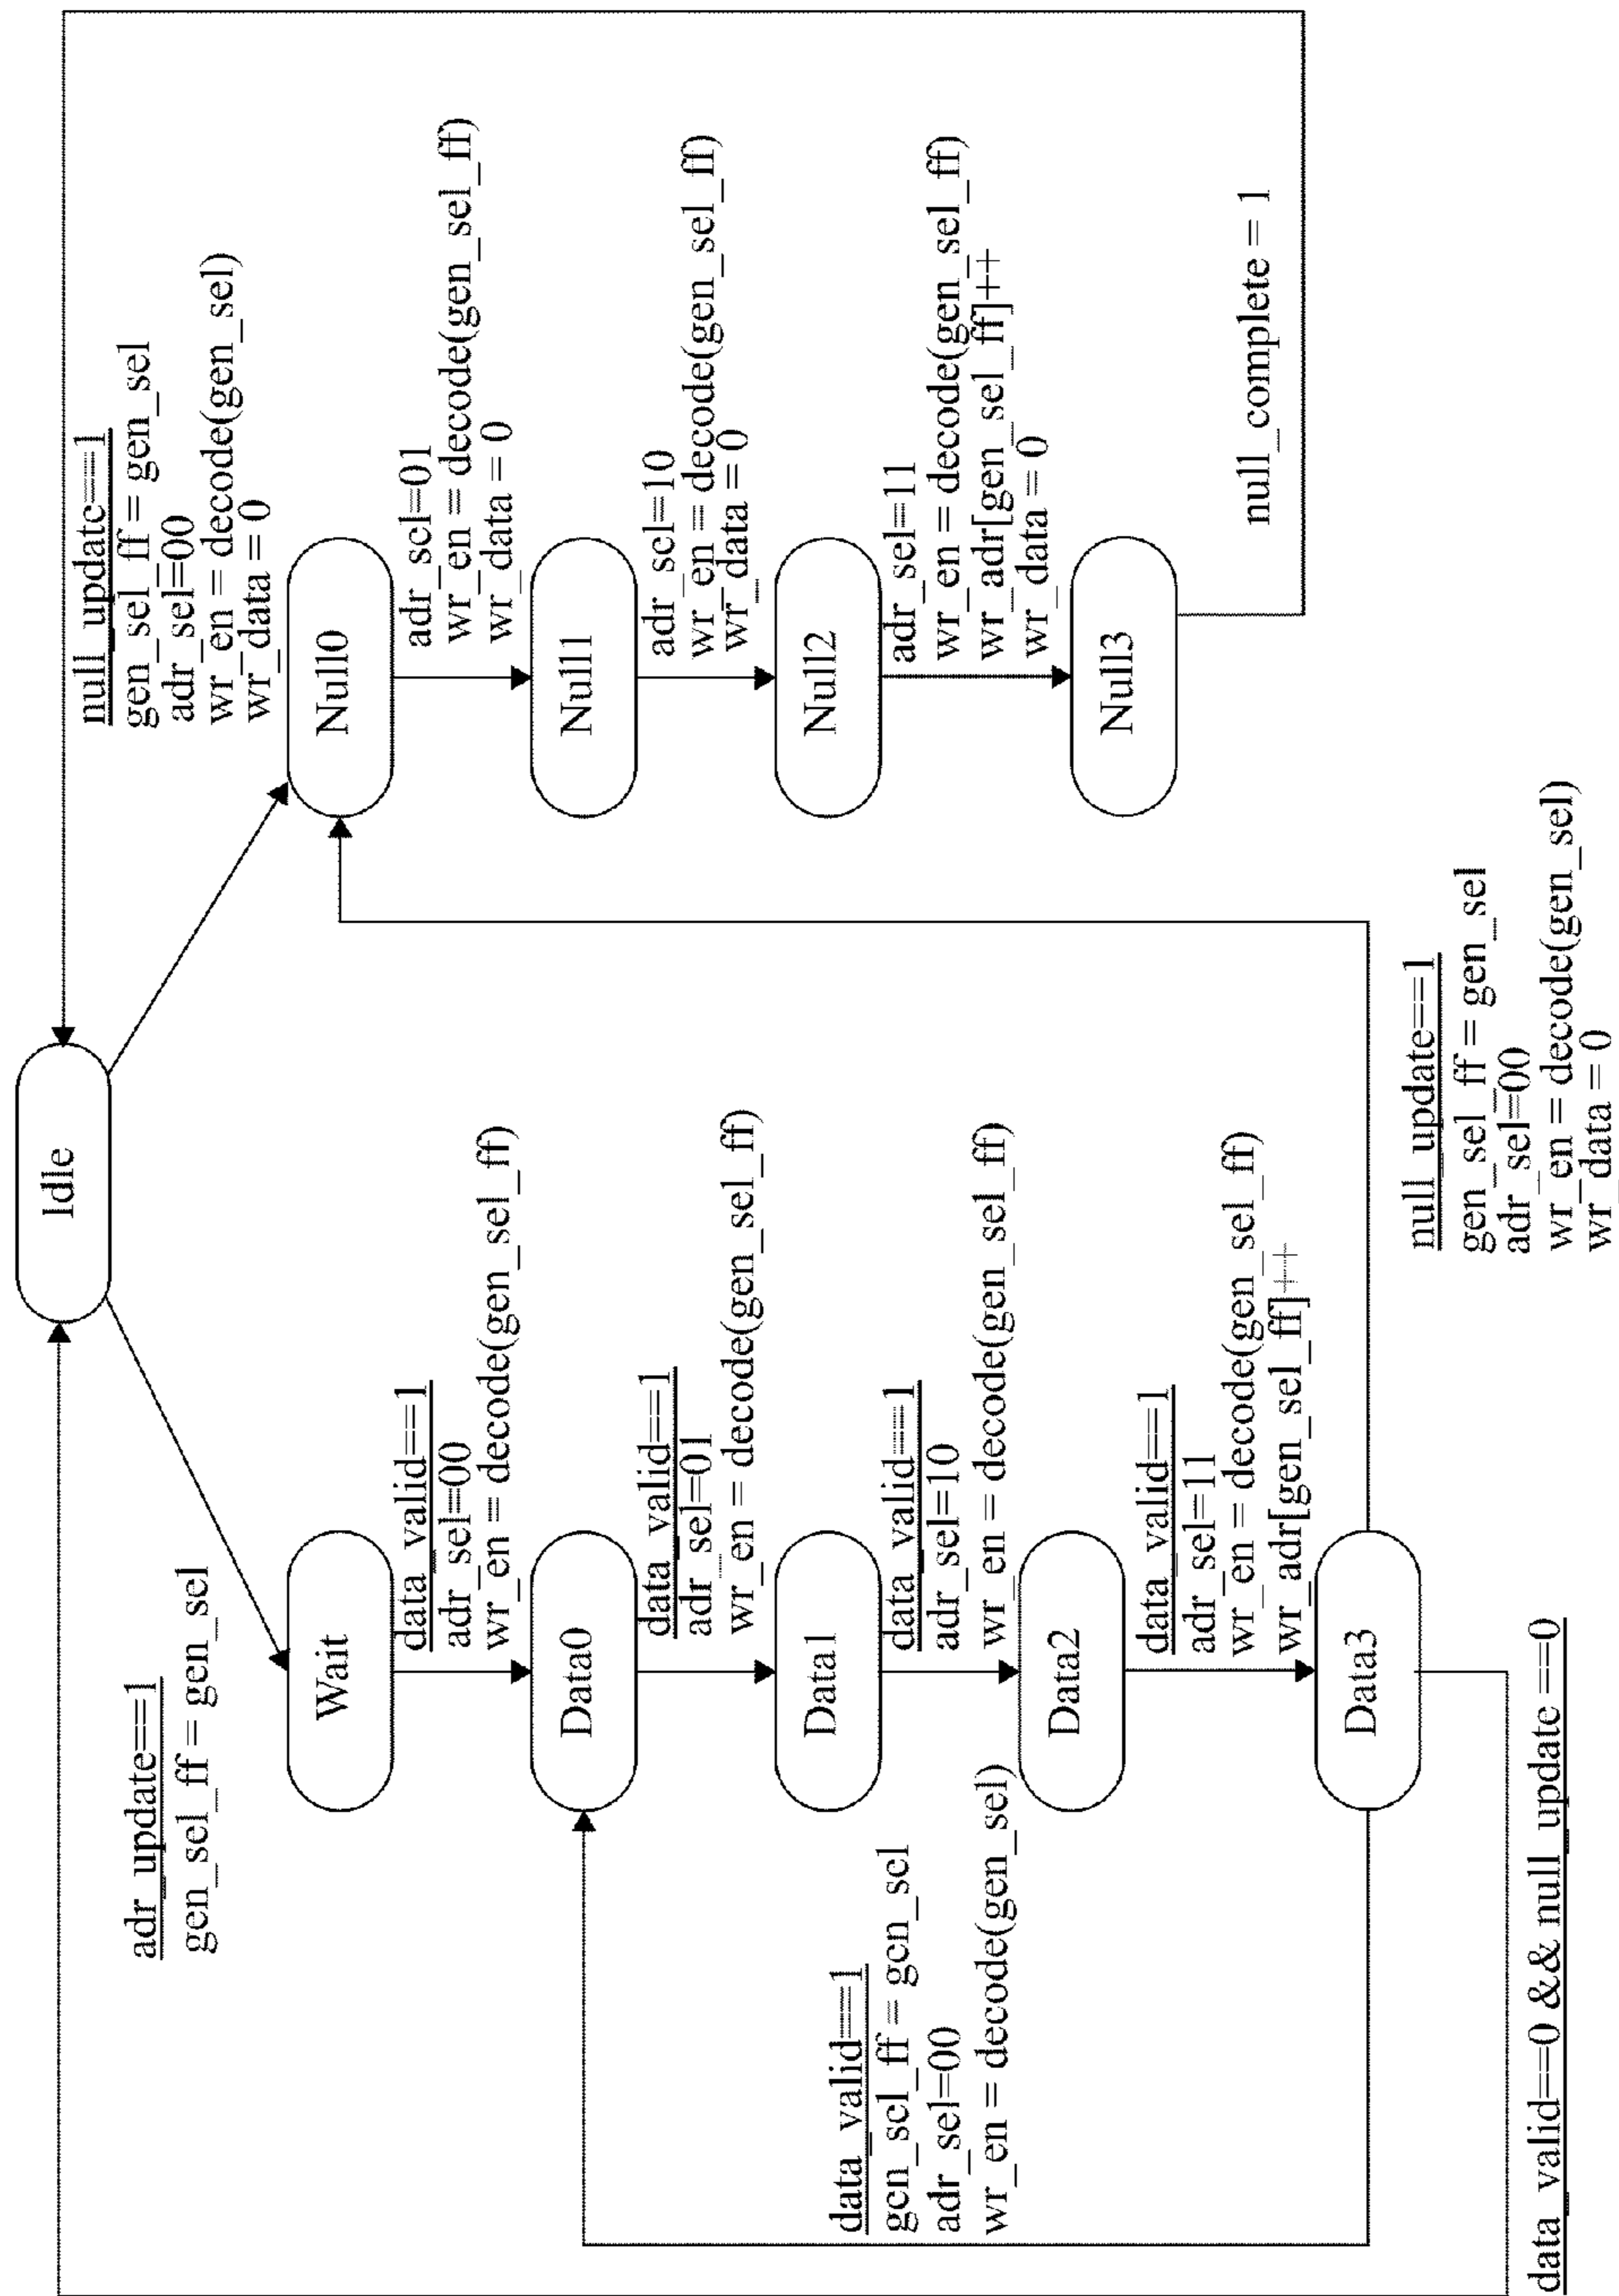 Idle
adr_update==1
gen_sel_ff = gen_sel
null_update==1
gen_sel_ff = gen_sel
adr_sel=00
wr_en = decode(gen_sel)
wr_data = 0
Wait
Null0
data_valid==1
adr_sel=00
wr_en = decode(gen_sel_ff)
adr_sel=01
wr_en = decode(gen_sel_ff)
wr_data = 0
Data0
Null1
data_valid==1
adr_sel=01
wr_en = decode(gen_sel_ff)
adr_sel=10
wr_en = decode(gen_sel_ff)
wr_data = 0
Data1
Null2
data_valid==1
gen_sel_ff = gen_sel
adr_sel=00
wr_en = decode(gen_sel)
data_valid==1
adr_sel=10
wr_en = decode(gen_sel_ff)
adr_sel=11
wr_en = decode(gen_sel_ff)
wr_adr[gen_sel_ff]++
wr_data = 0
Data2
Null3
data_valid==1
adr_sel=11
wr_en = decode(gen_sel_ff)
wr_adr[gen_sel_ff]++
null_complete = 1
Data3
null_update==1
gen_sel_ff = gen_sel
adr_sel=00
wr_en = decode(gen_sel)
wr_data = 0
data_valid==0 && null_update ==0